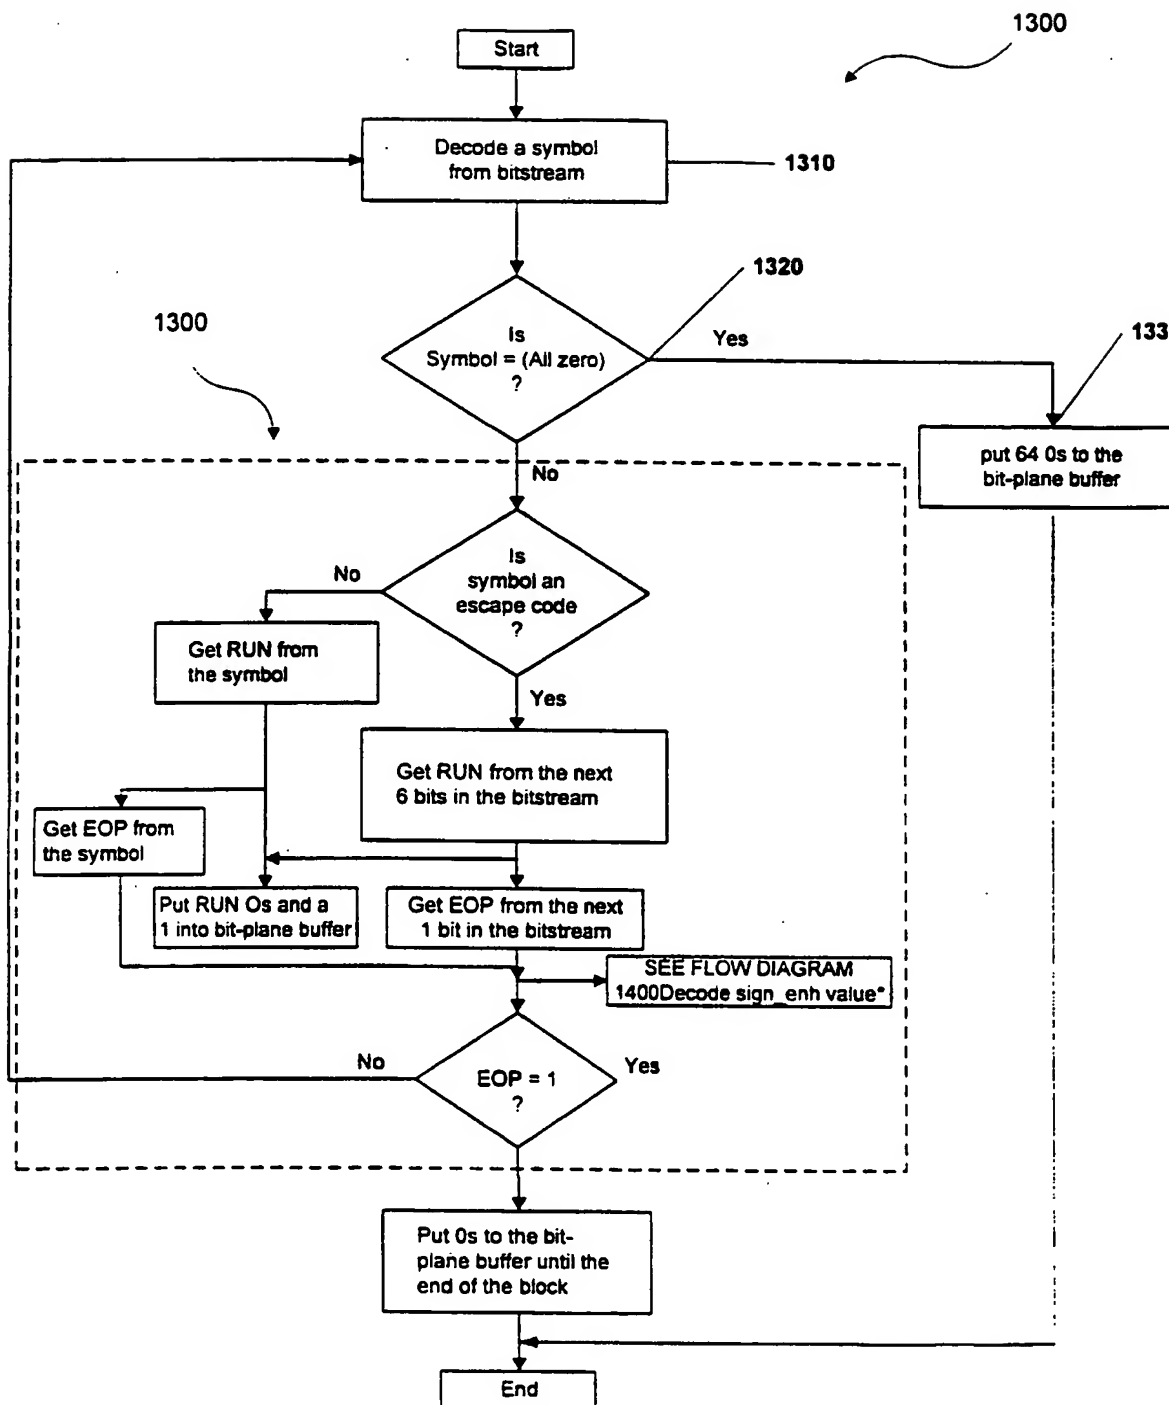 1300
Start
Decode a symbol
from bitstream
1310
1320
Is
Symbol = (All zero)
?
Yes
133
1300
put 64 0s to the
bit-plane buffer
No
Is
symbol an
escape code
?
No
Get RUN from
the symbol
Yes
Get RUN from the next
6 bits in the bitstream
Get EOP from
the symbol
Put RUN 0s and a
1 into bit-plane buffer
Get EOP from the next
1 bit in the bitstream
SEE FLOW DIAGRAM
1400Decode sign_enh value*
No
Yes
EOP = 1
?
Put 0s to the bit-
plane buffer until the
end of the block
End